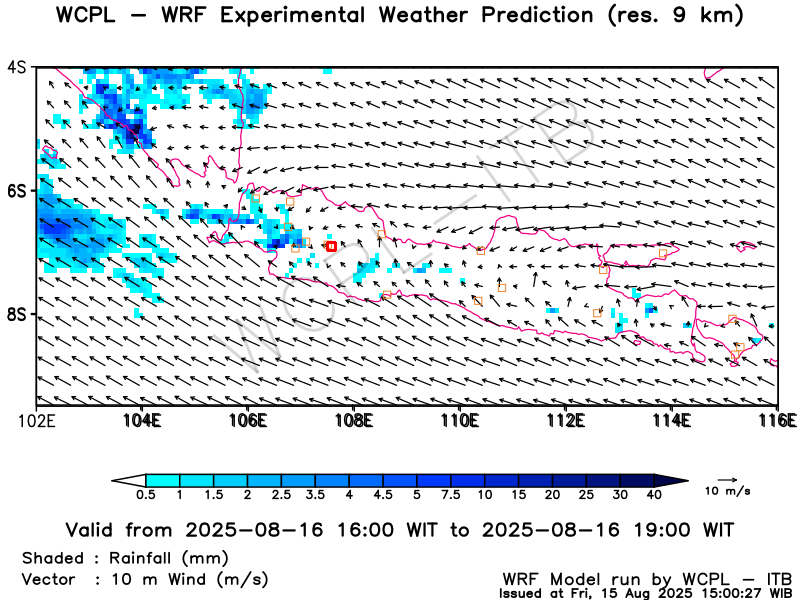 WCPL – WRF Experimental Weather Prediction (res. 9 km)
4S
6S
8S
102E 104E 106E 108E 110E 112E 114E 116E
WCPL-ITB
0.5 1 1.5 2 2.5 3.5 4 4.5 5 7.5 10 15 20 25 30 40
10 m/s
Valid from 2025-08-16 16:00 WIT to 2025-08-16 19:00 WIT
Shaded : Rainfall (mm)
Vector : 10 m Wind (m/s)
WRF Model run by WCPL – ITB
Issued at Fri, 15 Aug 2025 15:00:27 WIB